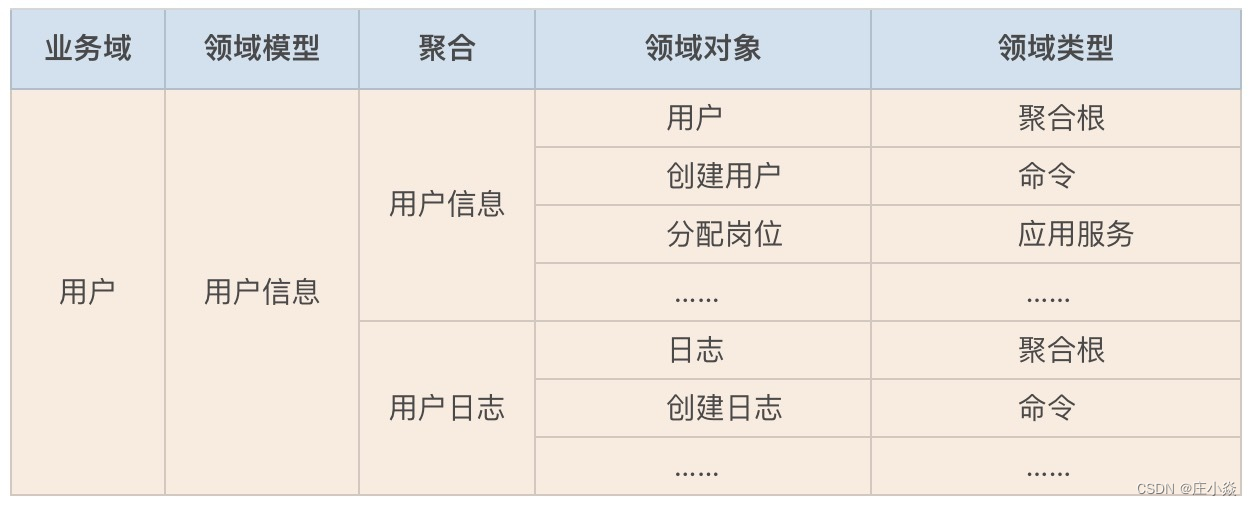 业务域 领域模型 聚合 领域对象 领域类型
用户 聚合根
创建用户 命令
用户信息
分配岗位 应用服务
用户 用户信息
…… ……
日志 聚合根
用户日志 创建日志 命令
…… ……
CSDN @庄小焱